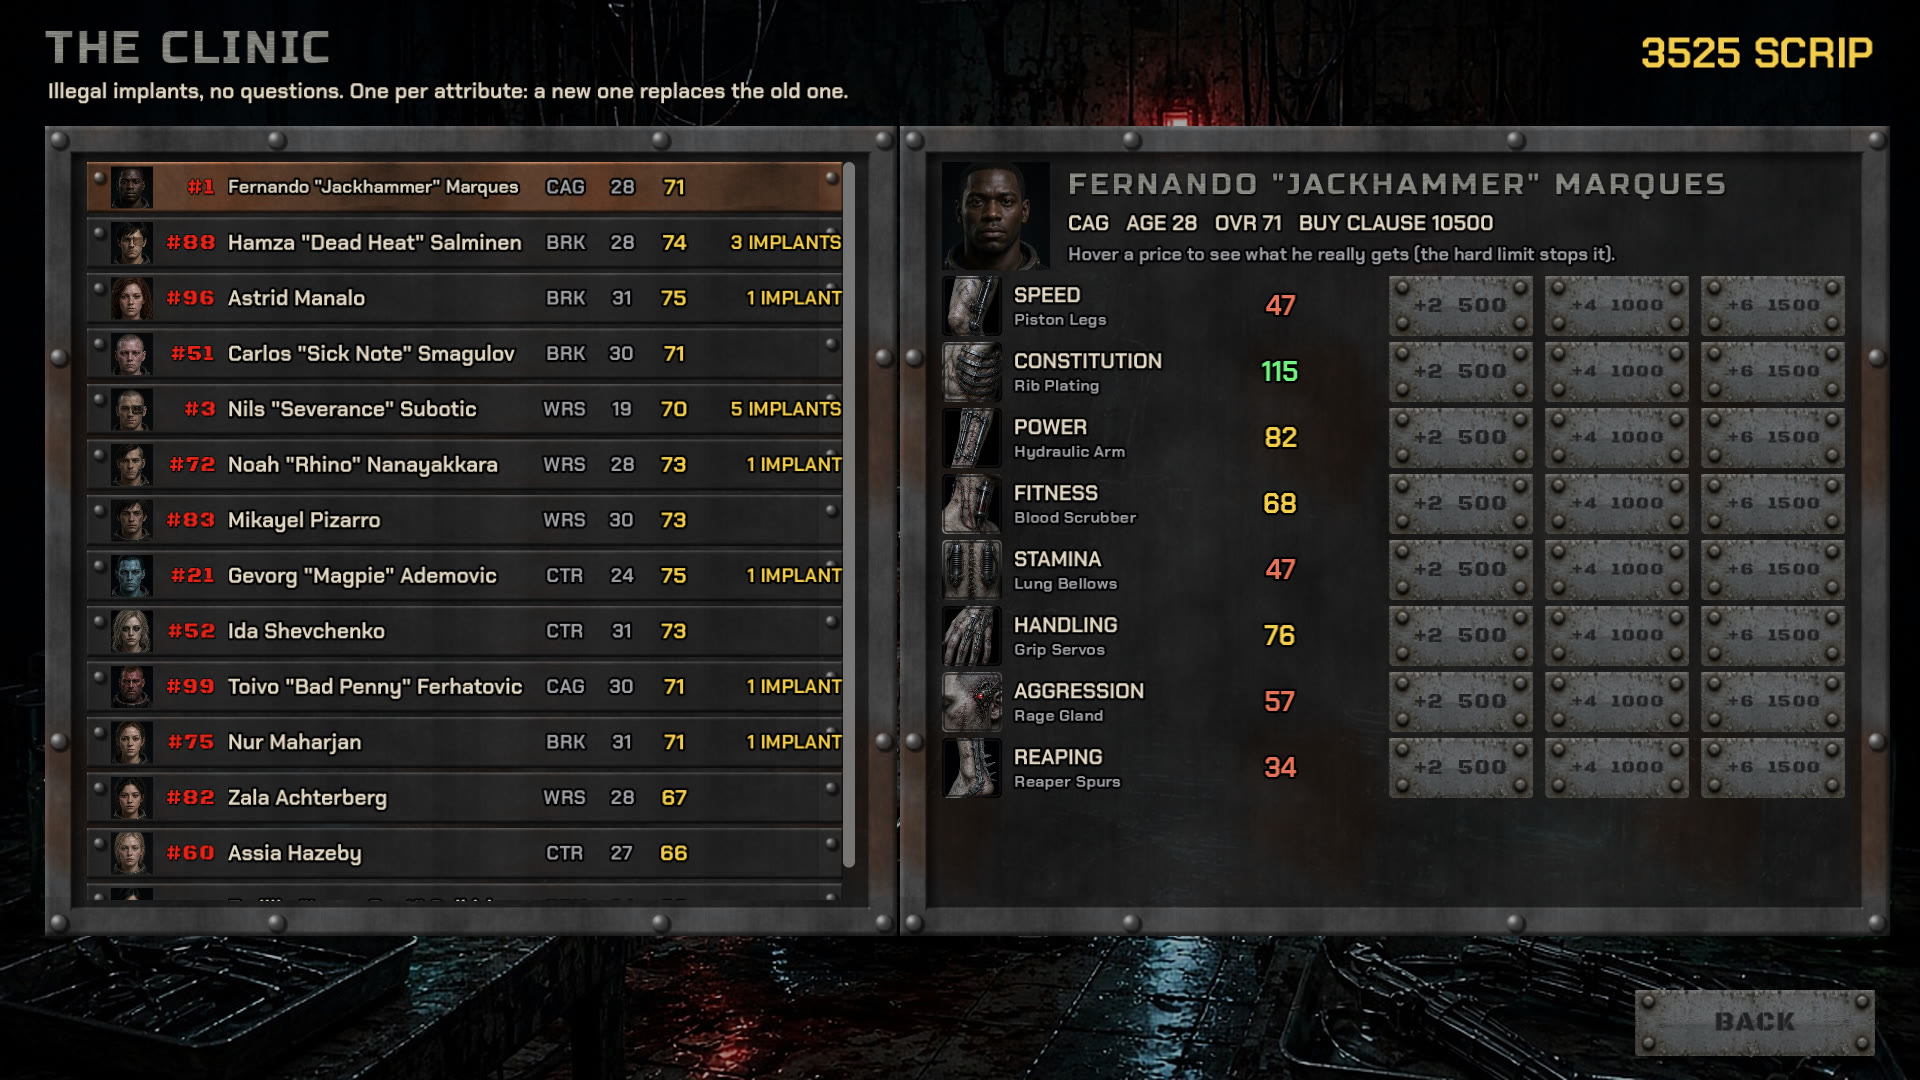 THE CLINIC
3525 SCRIP
Illegal implants, no questions. One per attribute: a new one replaces the old one.
#1 Fernando "Jackhammer" Marques CAG 28 71
#88 Hamza "Dead Heat" Salminen BRK 28 74 3 IMPLANTS
#96 Astrid Manalo BRK 31 75 1 IMPLANT
#51 Carlos "Sick Note" Smagulov BRK 30 71
#3 Nils "Severance" Subotic WRS 19 70 5 IMPLANTS
#72 Noah "Rhino" Nanayakkara WRS 28 73 1 IMPLANT
#83 Mikayel Pizarro WRS 30 73
#21 Gevorg "Magpie" Ademovic CTR 24 75 1 IMPLANT
#52 Ida Shevchenko CTR 31 73
#99 Toivo "Bad Penny" Ferhatovic CAG 30 71 1 IMPLANT
#75 Nur Maharjan BRK 31 71 1 IMPLANT
#82 Zala Achterberg WRS 28 67
#60 Assia Hazeby CTR 27 66
FERNANDO "JACKHAMMER" MARQUES
CAG AGE 28 OVR 71 BUY CLAUSE 10500
Hover a price to see what he really gets (the hard limit stops it).
SPEED 47 +2 500 +4 1000 +6 1500
Piston Legs
CONSTITUTION 115 +2 500 +4 1000 +6 1500
Rib Plating
POWER 82 +2 500 +4 1000 +6 1500
Hydraulic Arm
FITNESS 68 +2 500 +4 1000 +6 1500
Blood Scrubber
STAMINA 47 +2 500 +4 1000 +6 1500
Lung Bellows
HANDLING 76 +2 500 +4 1000 +6 1500
Grip Servos
AGGRESSION 57 +2 500 +4 1000 +6 1500
Rage Gland
REAPING 34 +2 500 +4 1000 +6 1500
Reaper Spurs
BACK